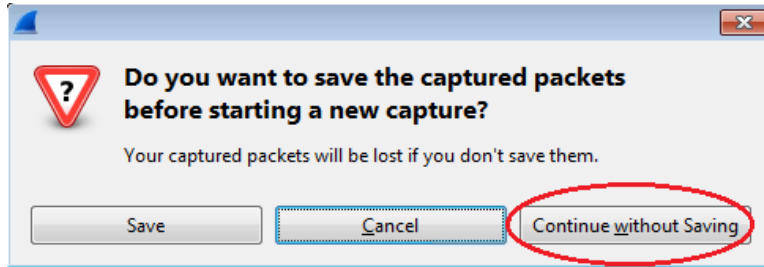 Do you want to save the captured packets
before starting a new capture?
Your captured packets will be lost if you don't save them.
Save
Cancel
Continue without Saving